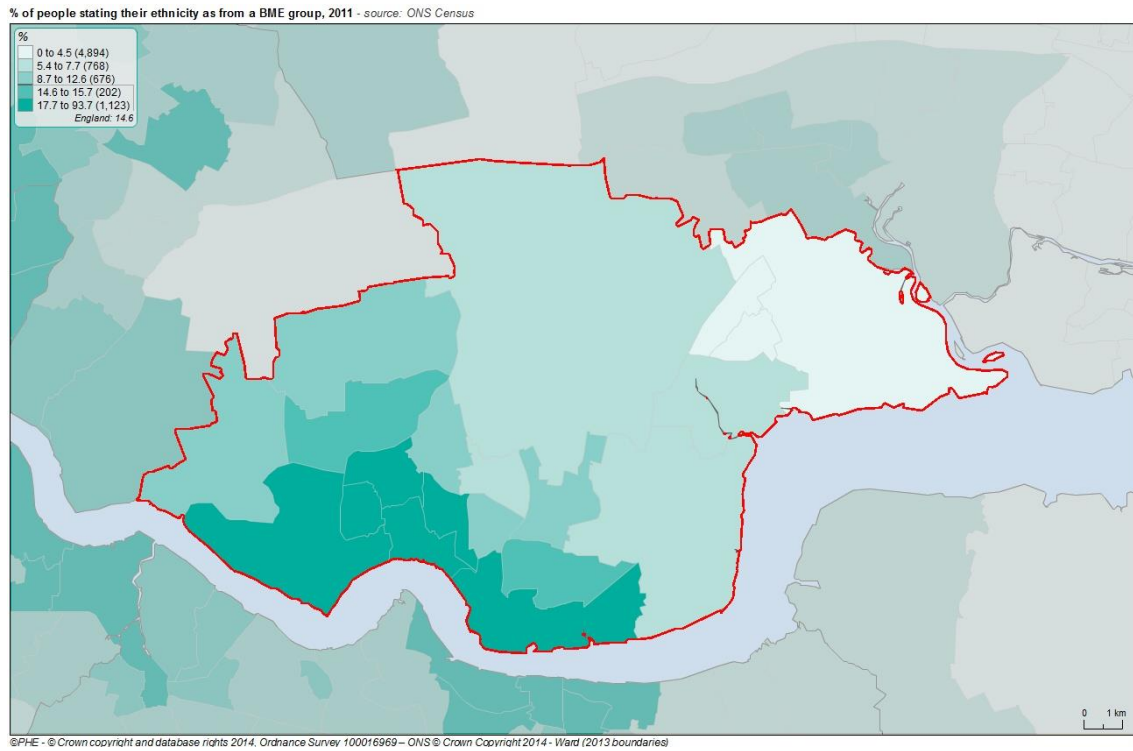 % of people stating their ethnicity as from a BME group, 2011 - source: ONS Census
%
0 to 4.5 (4,894)
5.4 to 7.7 (768)
8.7 to 12.6 (676)
14.6 to 15.7 (202)
17.7 to 93.7 (1,123)
England: 14.6
0 1 km
©PHE - © Crown copyright and database rights 2014, Ordnance Survey 100016969 – ONS © Crown Copyright 2014 - Ward (2013 boundaries)